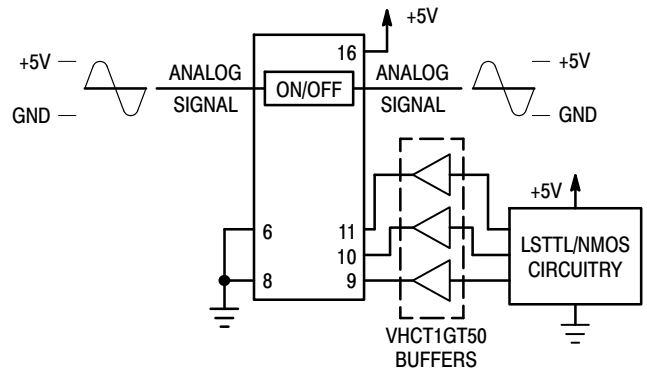 +5V
16
+5V
ANALOG
SIGNAL
ON/OFF
ANALOG
SIGNAL
+5V
GND
GND
+5V
6
11
10
8
9
LSTTL/NMOS
CIRCUITRY
VHCT1GT50
BUFFERS